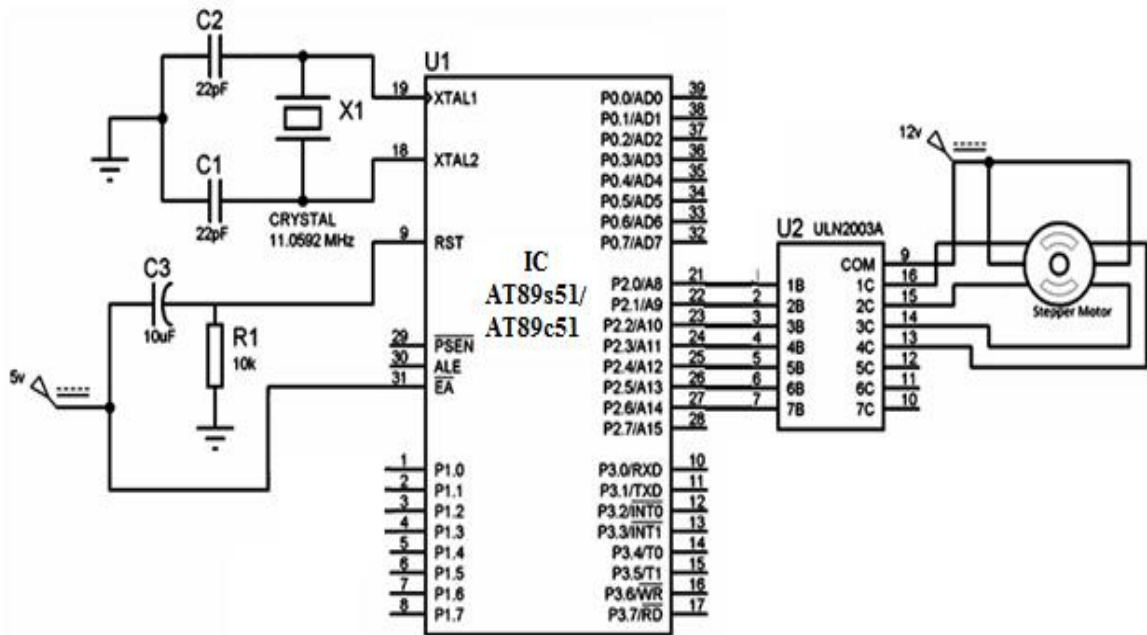 C2
22pF
C1
22pF
X1
CRYSTAL
11.0592 MHz
C3
10uF
R1
10k
5v
U1
19 XTAL1
18 XTAL2
9 RST
29 PSEN
30 ALE
31 EA
1 P1.0
2 P1.1
3 P1.2
4 P1.3
5 P1.4
6 P1.5
7 P1.6
8 P1.7
IC
AT89s51/
AT89c51
P0.0/AD0 39
P0.1/AD1 38
P0.2/AD2 37
P0.3/AD3 36
P0.4/AD4 35
P0.5/AD5 34
P0.6/AD6 33
P0.7/AD7 32
P2.0/A8 21
P2.1/A9 22
P2.2/A10 23
P2.3/A11 24
P2.4/A12 25
P2.5/A13 26
P2.6/A14 27
P2.7/A15 28
P3.0/RXD 10
P3.1/TXD 11
P3.2/INT0 12
P3.3/INT1 13
P3.4/T0 14
P3.5/T1 15
P3.6/WR 16
P3.7/RD 17
U2 ULN2003A
1 1B
2 2B
3 3B
4 4B
5 5B
6 6B
7 7B
COM 9
1C 16
2C 15
3C 14
4C 13
5C 12
6C 11
7C 10
12v
Stepper Motor